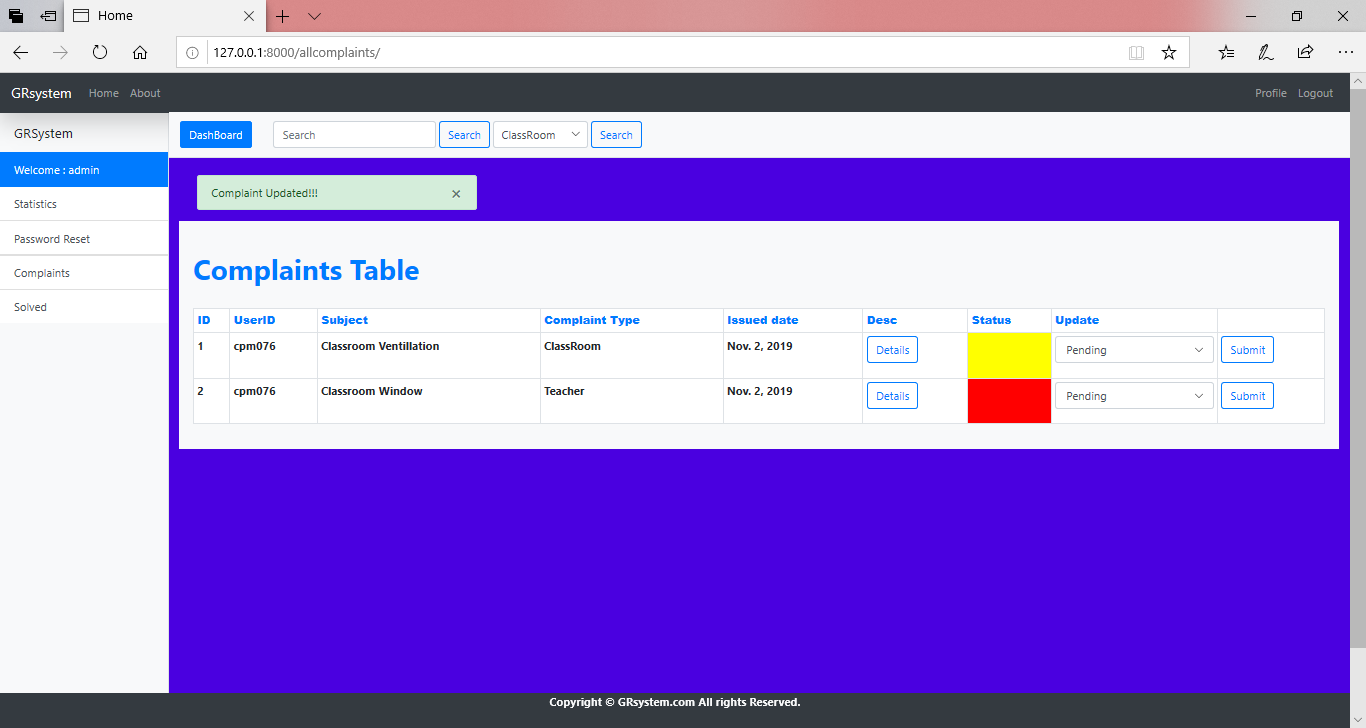 Home
127.0.0.1:8000/allcomplaints/
GRsystem Home About Profile Logout
GRSystem
Welcome : admin
Statistics
Password Reset
Complaints
Solved
DashBoard Search Search ClassRoom Search
Complaint Updated!!! ×
Complaints Table
ID UserID Subject Complaint Type Issued date Desc Status Update
1 cpm076 Classroom Ventillation ClassRoom Nov. 2, 2019 Details Pending Submit
2 cpm076 Classroom Window Teacher Nov. 2, 2019 Details Pending Submit
Copyright © GRsystem.com All rights Reserved.